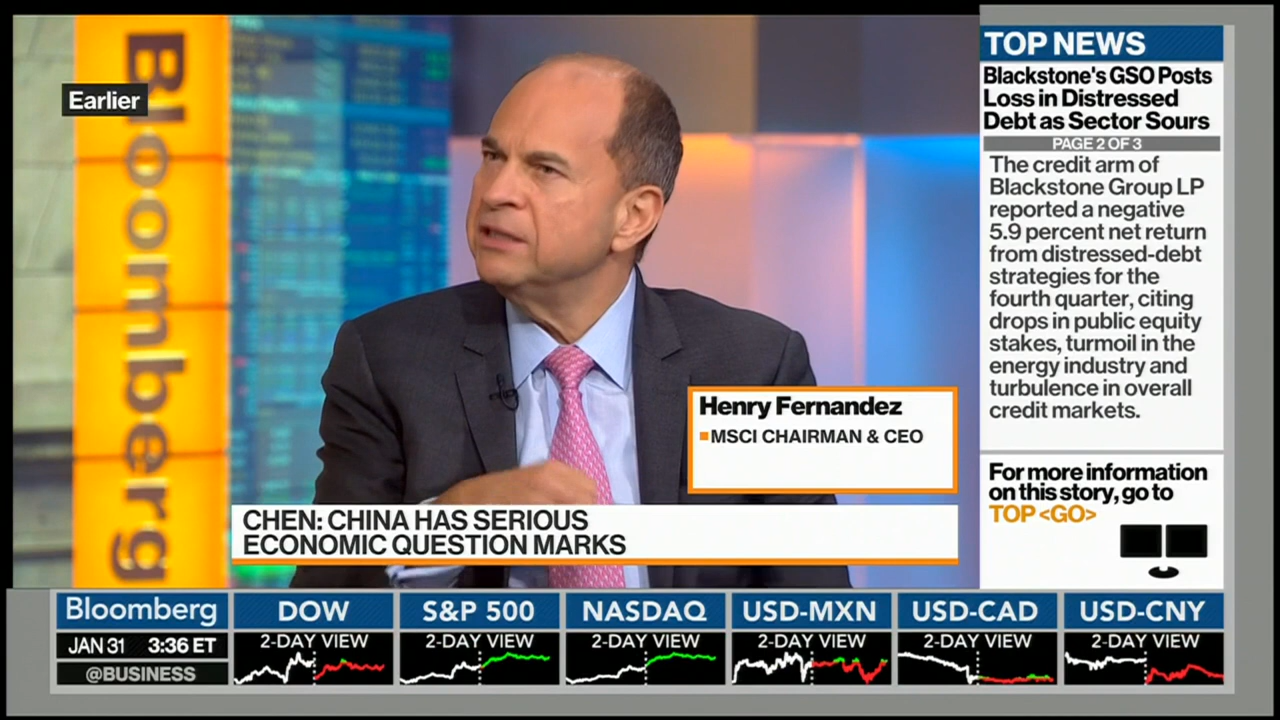 Bloomberg
Earlier
Henry Fernandez
MSCI CHAIRMAN & CEO
CHEN: CHINA HAS SERIOUS
ECONOMIC QUESTION MARKS
TOP NEWS
Blackstone's GSO Posts
Loss in Distressed
Debt as Sector Sours
PAGE 2 OF 3
The credit arm of
Blackstone Group LP
reported a negative
5.9 percent net return
from distressed-debt
strategies for the
fourth quarter, citing
drops in public equity
stakes, turmoil in the
energy industry and
turbulence in overall
credit markets.
For more information
on this story, go to
TOP <GO>
Bloomberg
JAN 31 3:36 ET
@BUSINESS
DOW
2-DAY VIEW
S&P 500
2-DAY VIEW
NASDAQ
2-DAY VIEW
USD-MXN
2-DAY VIEW
USD-CAD
2-DAY VIEW
USD-CNY
2-DAY VIEW